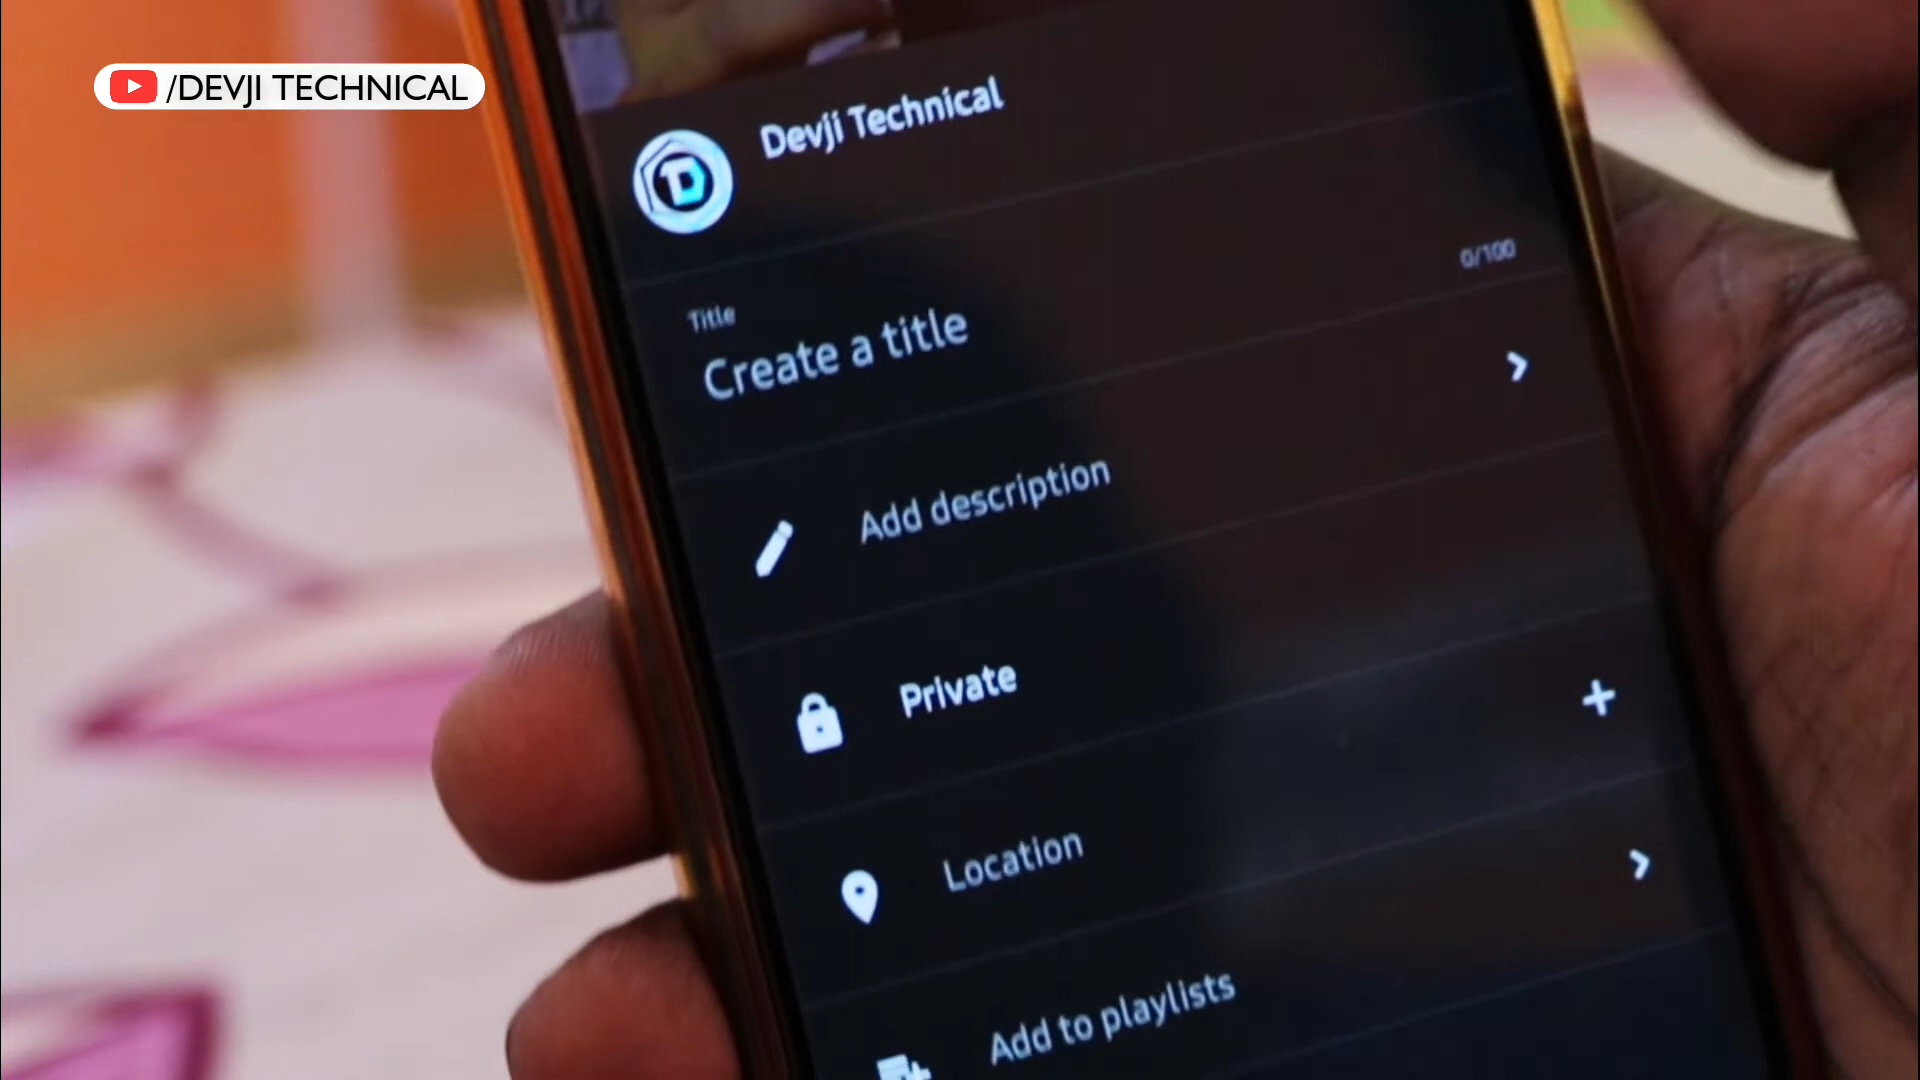 /DEVJI TECHNICAL
Devji Technical
0/100
Title
Create a title
Add description
Private
Location
Add to playlists